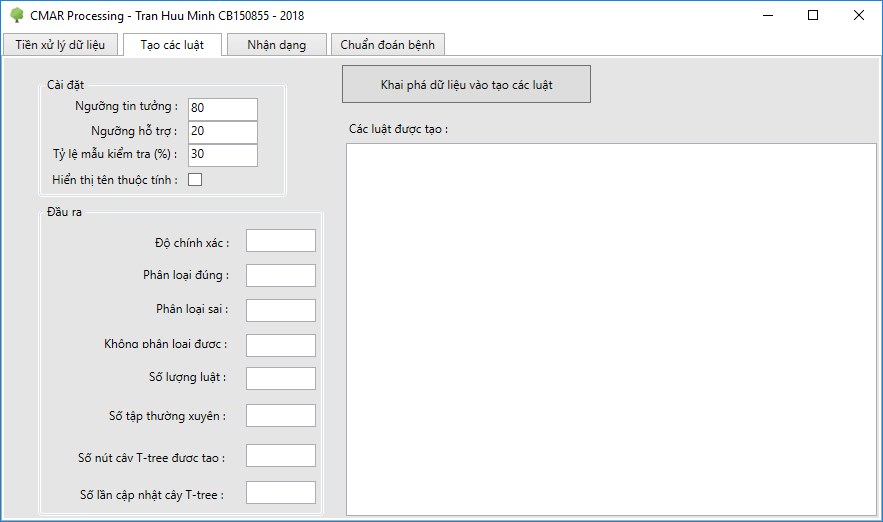 CMAR Processing - Tran Huu Minh CB150855 - 2018
Tiền xử lý dữ liệu
Tạo các luật
Nhận dạng
Chuẩn đoán bệnh
Cài đặt
Ngưỡng tin tưởng :
80
Ngưỡng hỗ trợ :
20
Tỷ lệ mẫu kiểm tra (%) :
30
Hiển thị tên thuộc tính :
Khai phá dữ liệu vào tạo các luật
Các luật được tạo :
Đầu ra
Độ chính xác :
Phân loại đúng :
Phân loại sai :
Không phân loại được :
Số lượng luật :
Số tập thường xuyên :
Số nút cây T-tree được tạo :
Số lần cập nhật cây T-tree :